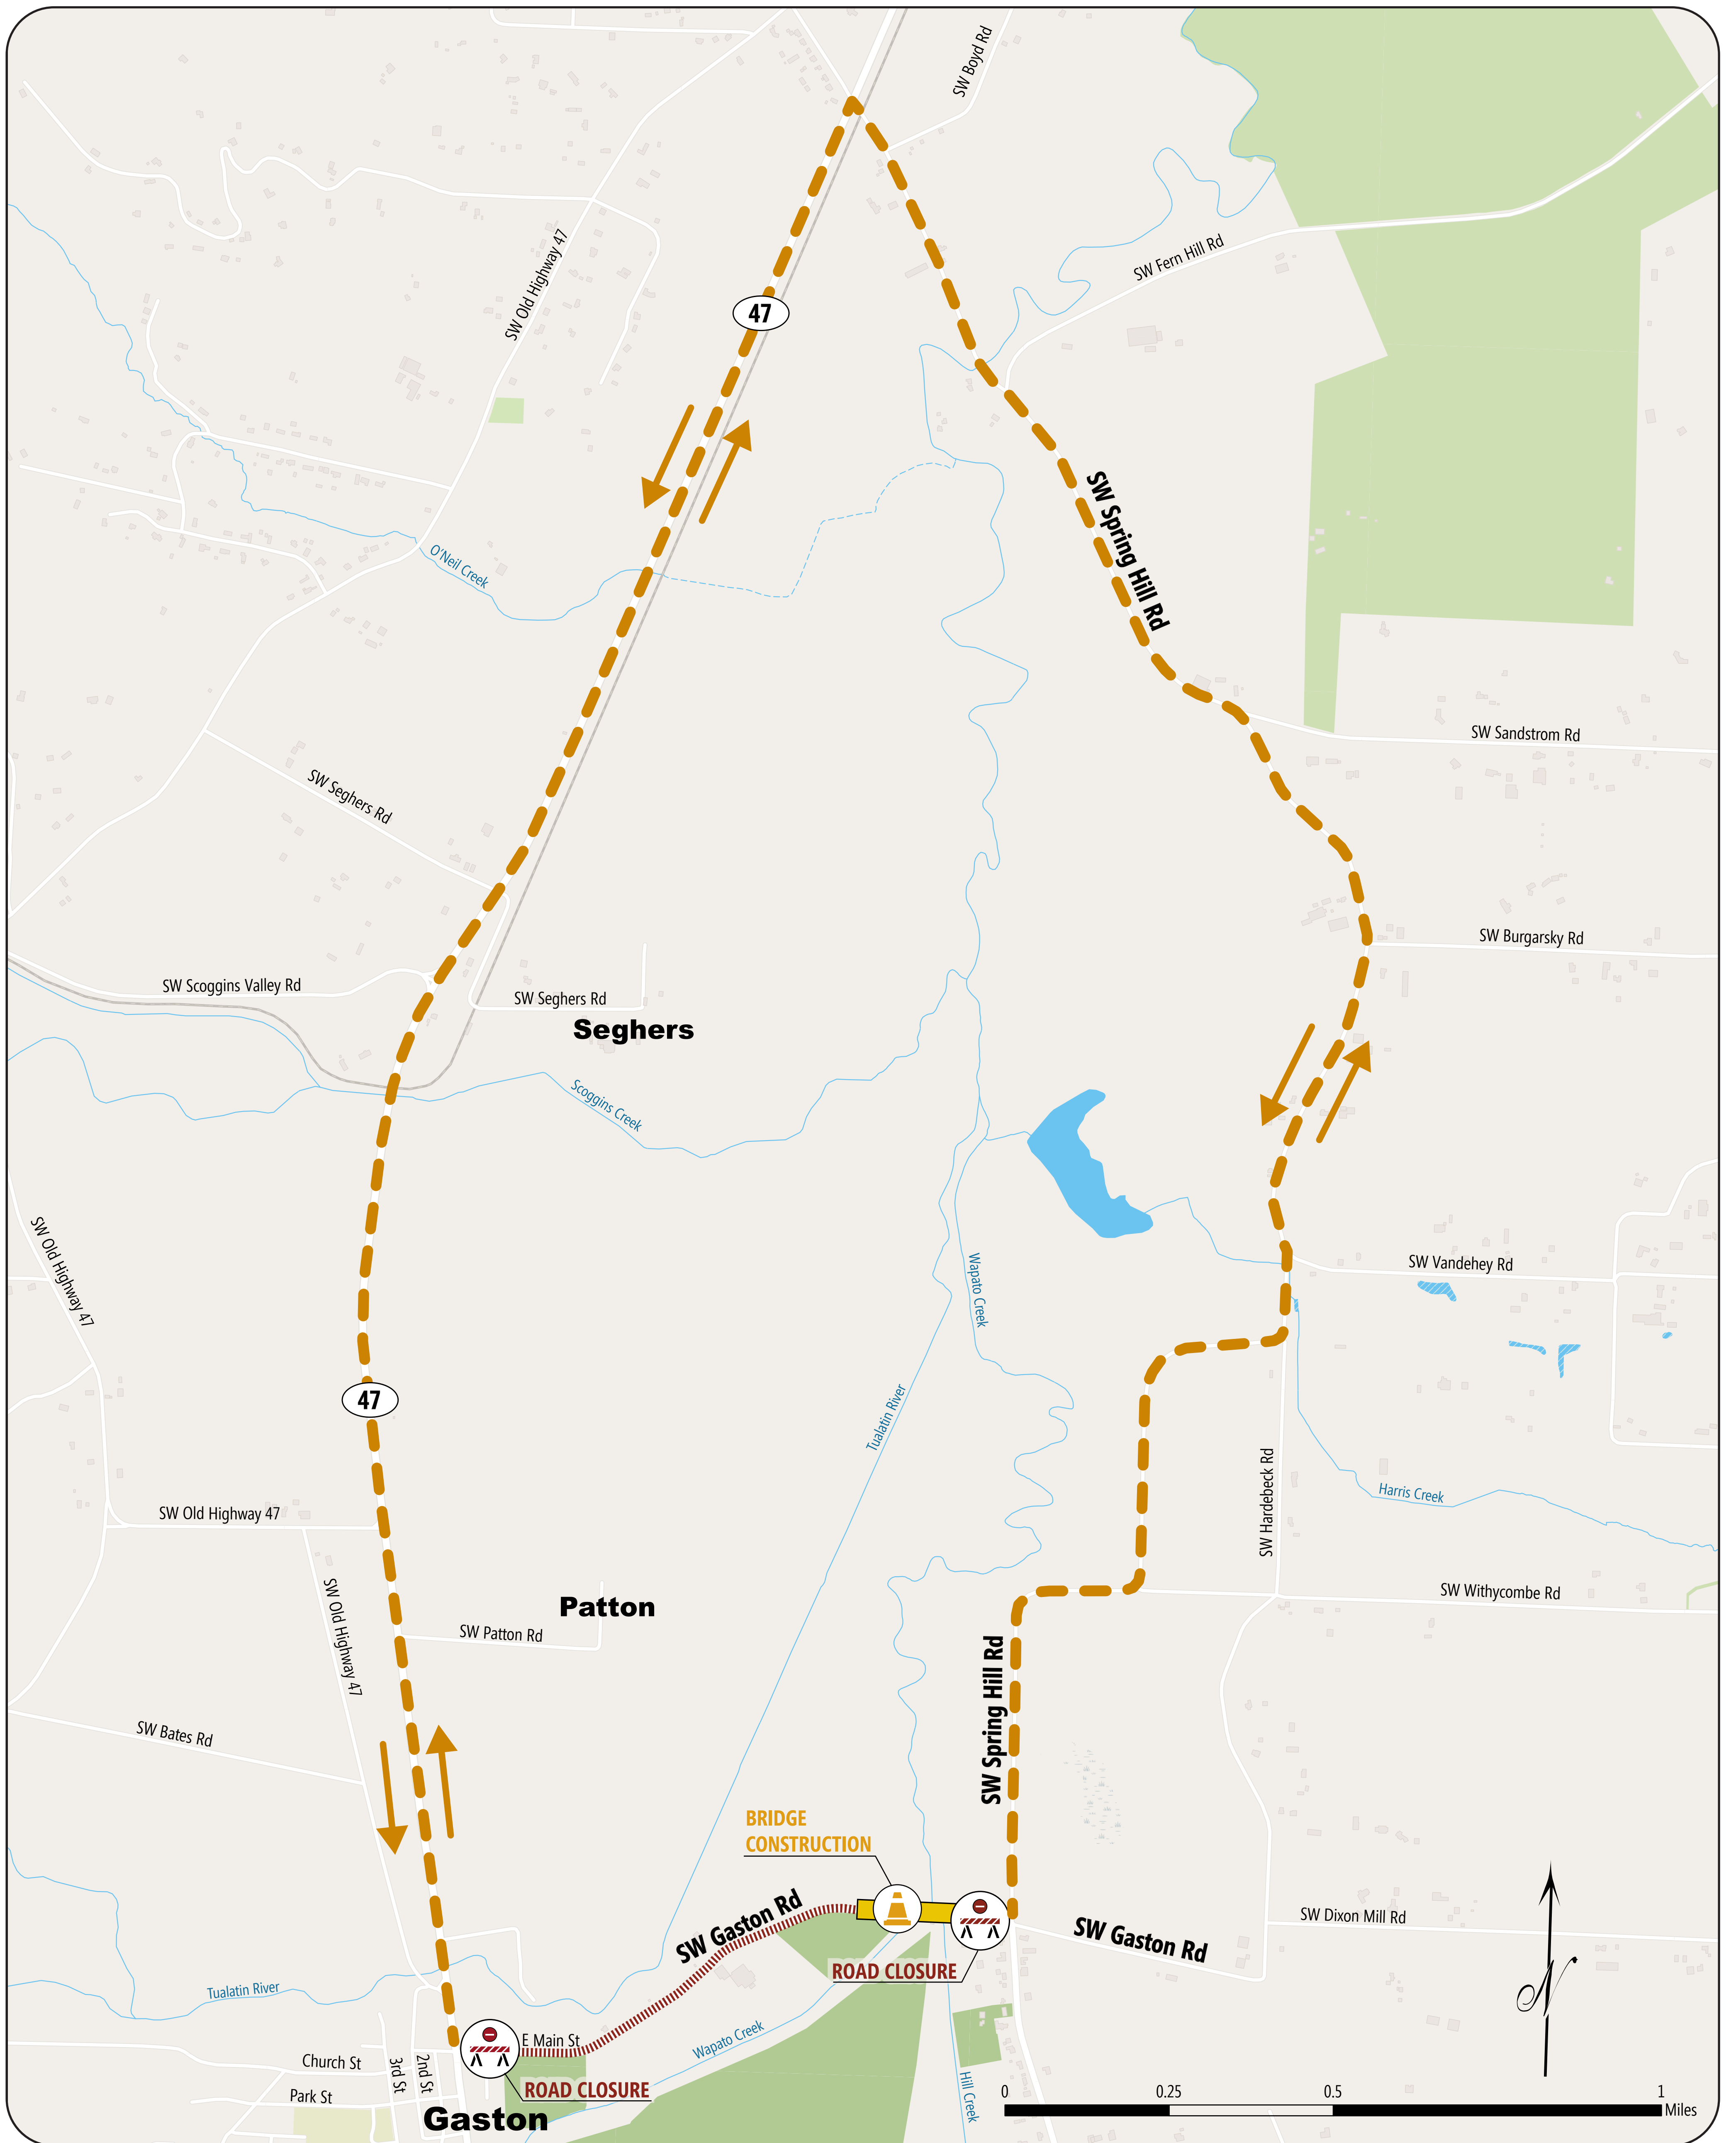 SW Boyd Rd
SW Fern Hill Rd
SW Old Highway 47
47
SW Spring Hill Rd
O'Neil Creek
SW Sandstrom Rd
SW Seghers Rd
SW Burgarsky Rd
SW Scoggins Valley Rd
SW Seghers Rd
Seghers
Scoggins Creek
SW Old Highway 47
Wapato Creek
SW Vandehey Rd
47
Tualatin River
SW Hardebeck Rd
Harris Creek
SW Old Highway 47
SW Old Highway 47
Patton
SW Patton Rd
SW Withycombe Rd
SW Spring Hill Rd
SW Bates Rd
BRIDGE
CONSTRUCTION
SW Gaston Rd
SW Gaston Rd
SW Dixon Mill Rd
ROAD CLOSURE
N
Tualatin River
E Main St
Wapato Creek
Church St
3rd St
2nd St
ROAD CLOSURE
Park St
Gaston
Hill Creek
0 0.25 0.5 1
Miles